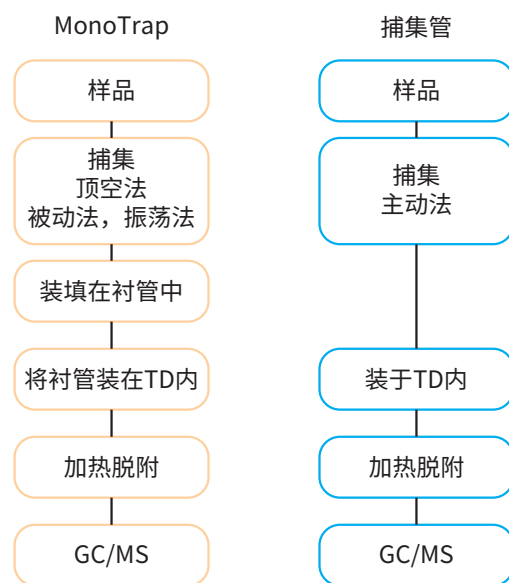 MonoTrap
样品
捕集
顶空法
被动法，振荡法
装填在衬管中
将衬管装在TD内
加热脱附
GC/MS
捕集管
样品
捕集
主动法
装于TD内
加热脱附
GC/MS